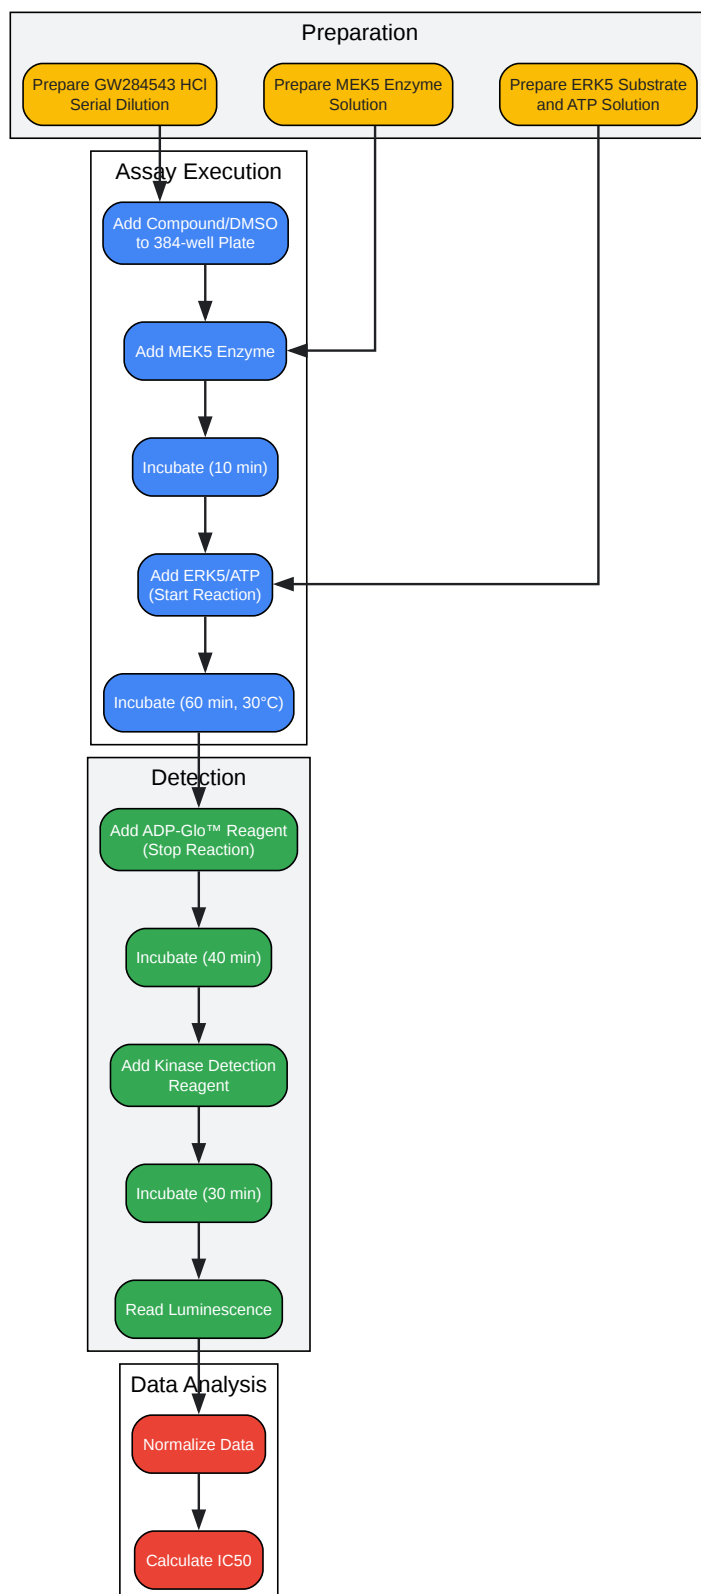 Preparation
Prepare GW284543 HCl
Serial Dilution
Prepare MEK5 Enzyme
Solution
Prepare ERK5 Substrate
and ATP Solution
Assay Execution
Add Compound/DMSO
to 384-well Plate
Add MEK5 Enzyme
Incubate (10 min)
Add ERK5/ATP
(Start Reaction)
Incubate (60 min, 30°C)
Detection
Add ADP-Glo™ Reagent
(Stop Reaction)
Incubate (40 min)
Add Kinase Detection
Reagent
Incubate (30 min)
Read Luminescence
Data Analysis
Normalize Data
Calculate IC50